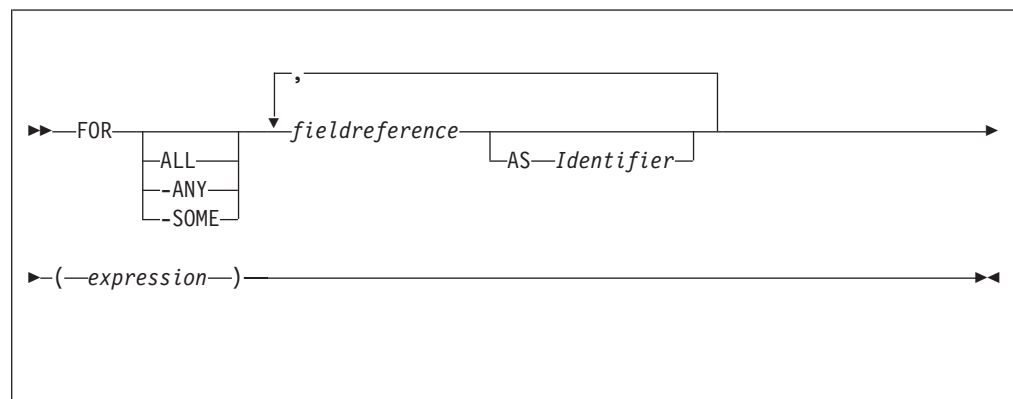 ,
FOR fieldreference
ALL AS Identifier
-ANY
-SOME
( expression )